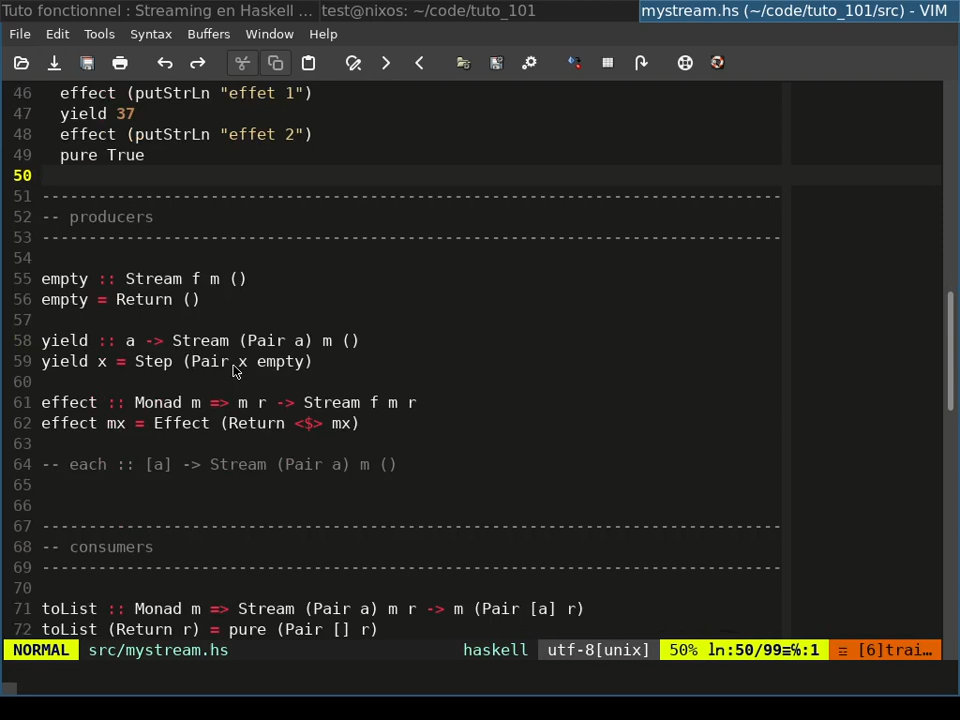 Tuto fonctionnel : Streaming en Haskell ... test@nixos: ~/code/tuto_101 mystream.hs (~/code/tuto_101/src) - VIM
File Edit Tools Syntax Buffers Window Help
46   effect (putStrLn "effet 1")
47   yield 37
48   effect (putStrLn "effet 2")
49   pure True
50
51 -------------------------------------------------------------------------------
52 -- producers
53 -------------------------------------------------------------------------------
54
55 empty :: Stream f m ()
56 empty = Return ()
57
58 yield :: a -> Stream (Pair a) m ()
59 yield x = Step (Pair x empty)
60
61 effect :: Monad m => m r -> Stream f m r
62 effect mx = Effect (Return <$> mx)
63
64 -- each :: [a] -> Stream (Pair a) m ()
65
66
67 -------------------------------------------------------------------------------
68 -- consumers
69 -------------------------------------------------------------------------------
70
71 toList :: Monad m => Stream (Pair a) m r -> m (Pair [a] r)
72 toList (Return r) = pure (Pair [] r)
NORMAL src/mystream.hs haskell utf-8[unix] 50% ln:50/99≡℅:1 ☲ [6]trai…